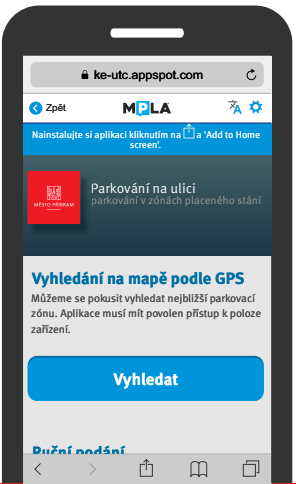 ke-utc.appspot.com
Zpět
MPLA
Nainstalujte si aplikaci kliknutím na a 'Add to Home
screen'.
MĚSTO PŘÍBRAM
Parkování na ulici
parkování v zónách placeného stání
Vyhledání na mapě podle GPS
Můžeme se pokusit vyhledat nejbližší parkovací
zónu. Aplikace musí mít povolen přístup k poloze
zařízení.
Vyhledat
Ruční podání